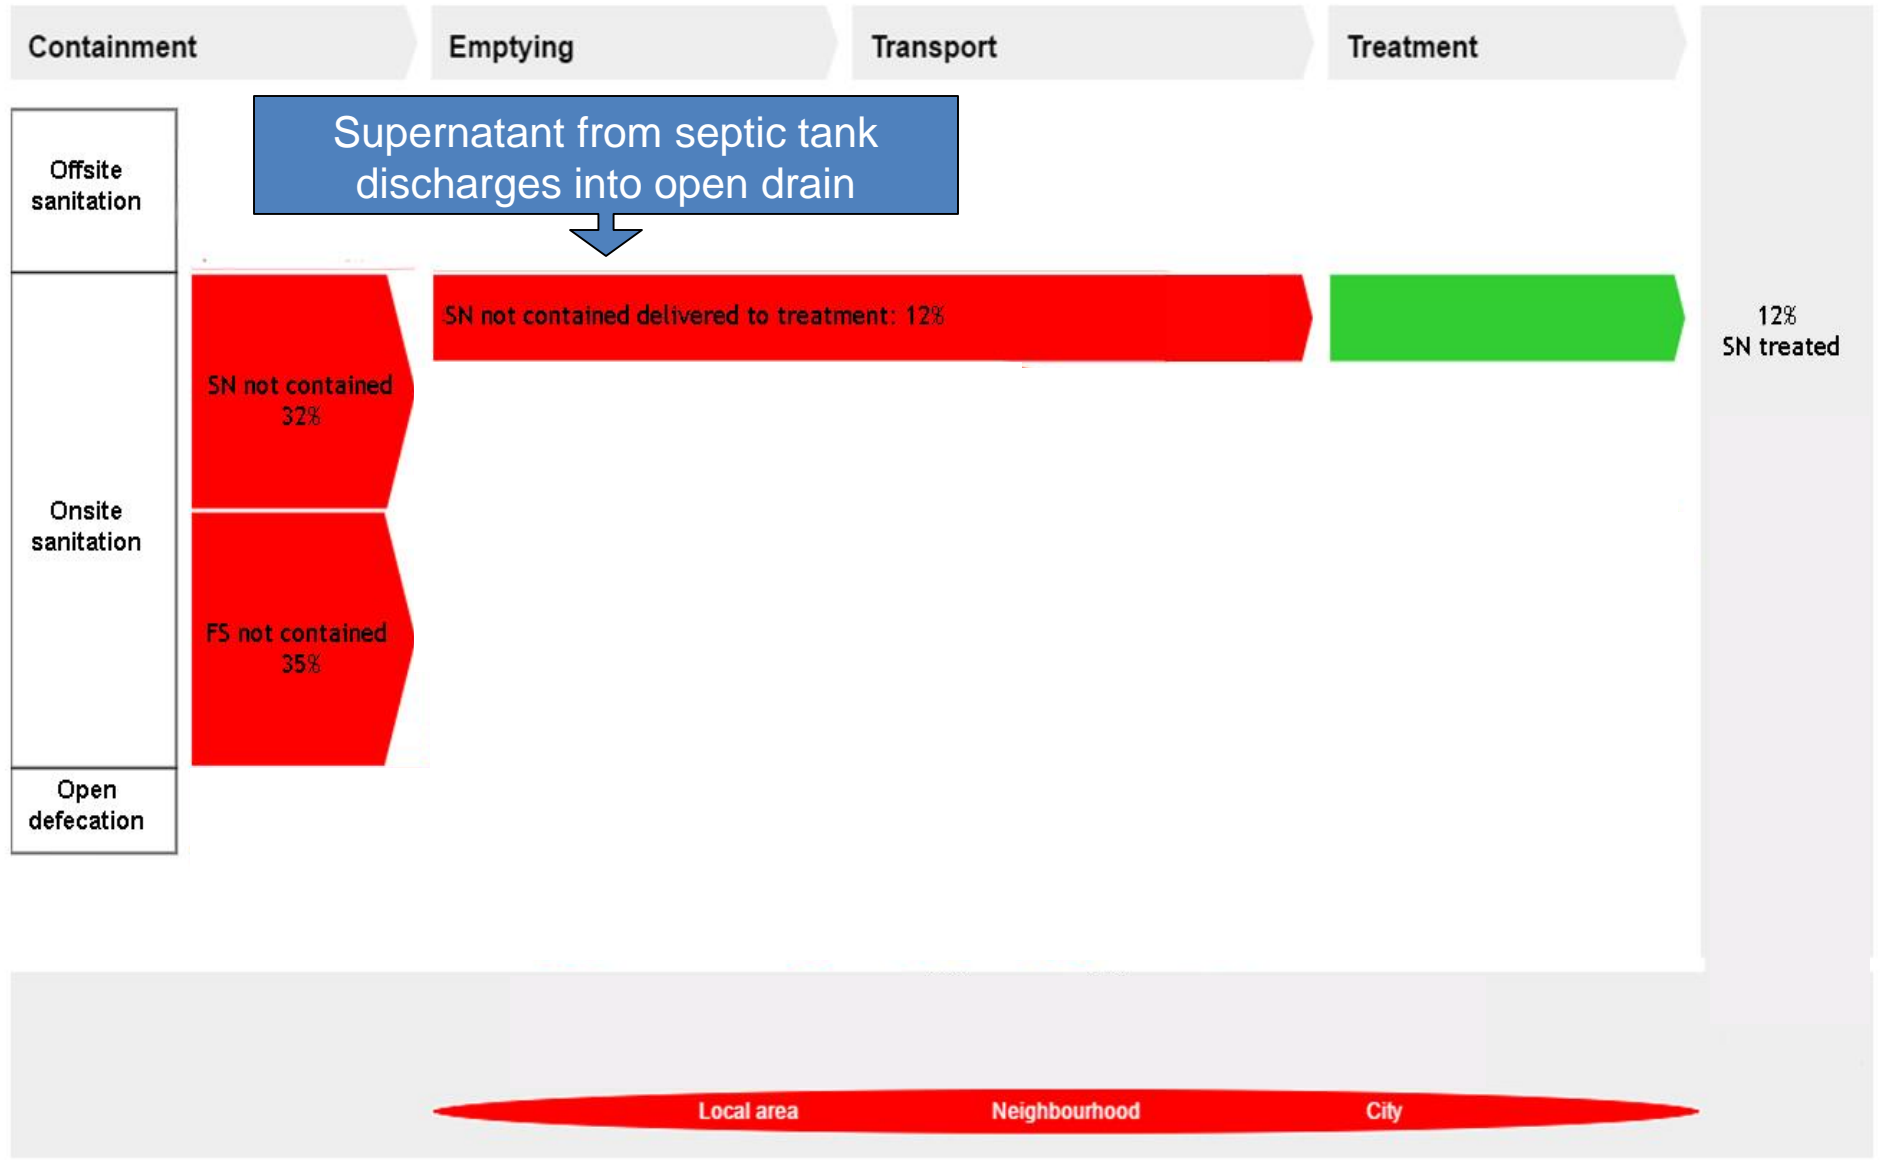 Containment
Emptying
Transport
Treatment
Supernatant from septic tank
discharges into open drain
Offsite
sanitation
SN not contained delivered to treatment: 12%
12%
SN treated
SN not contained
32%
Onsite
sanitation
FS not contained
35%
Open
defecation
Local area
Neighbourhood
City